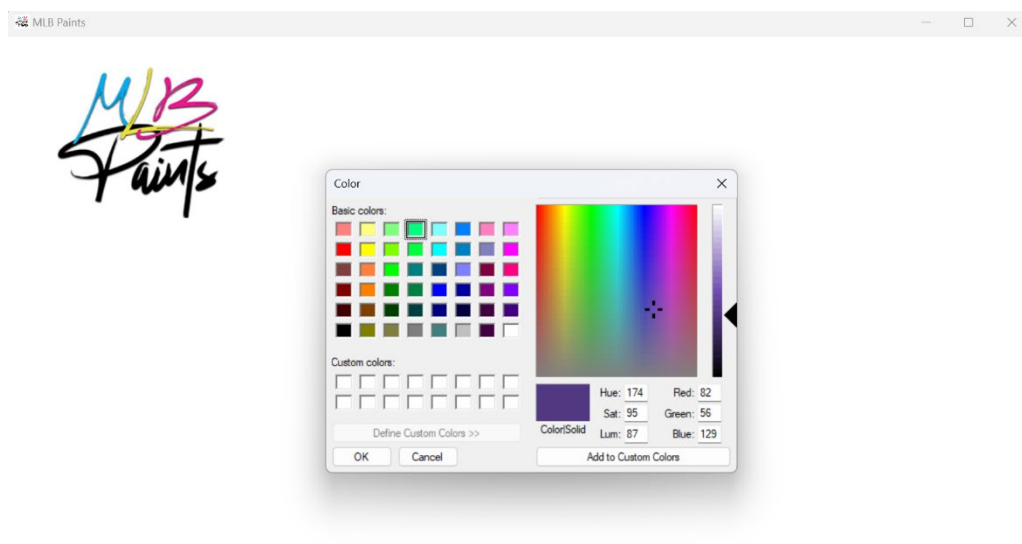 MLB Paints
MLB
Paints
Color
Basic colors:
Custom colors:
Define Custom Colors >>
OK Cancel
Color|Solid
Hue: 174 Red: 82
Sat: 95 Green: 56
Lum: 87 Blue: 129
Add to Custom Colors